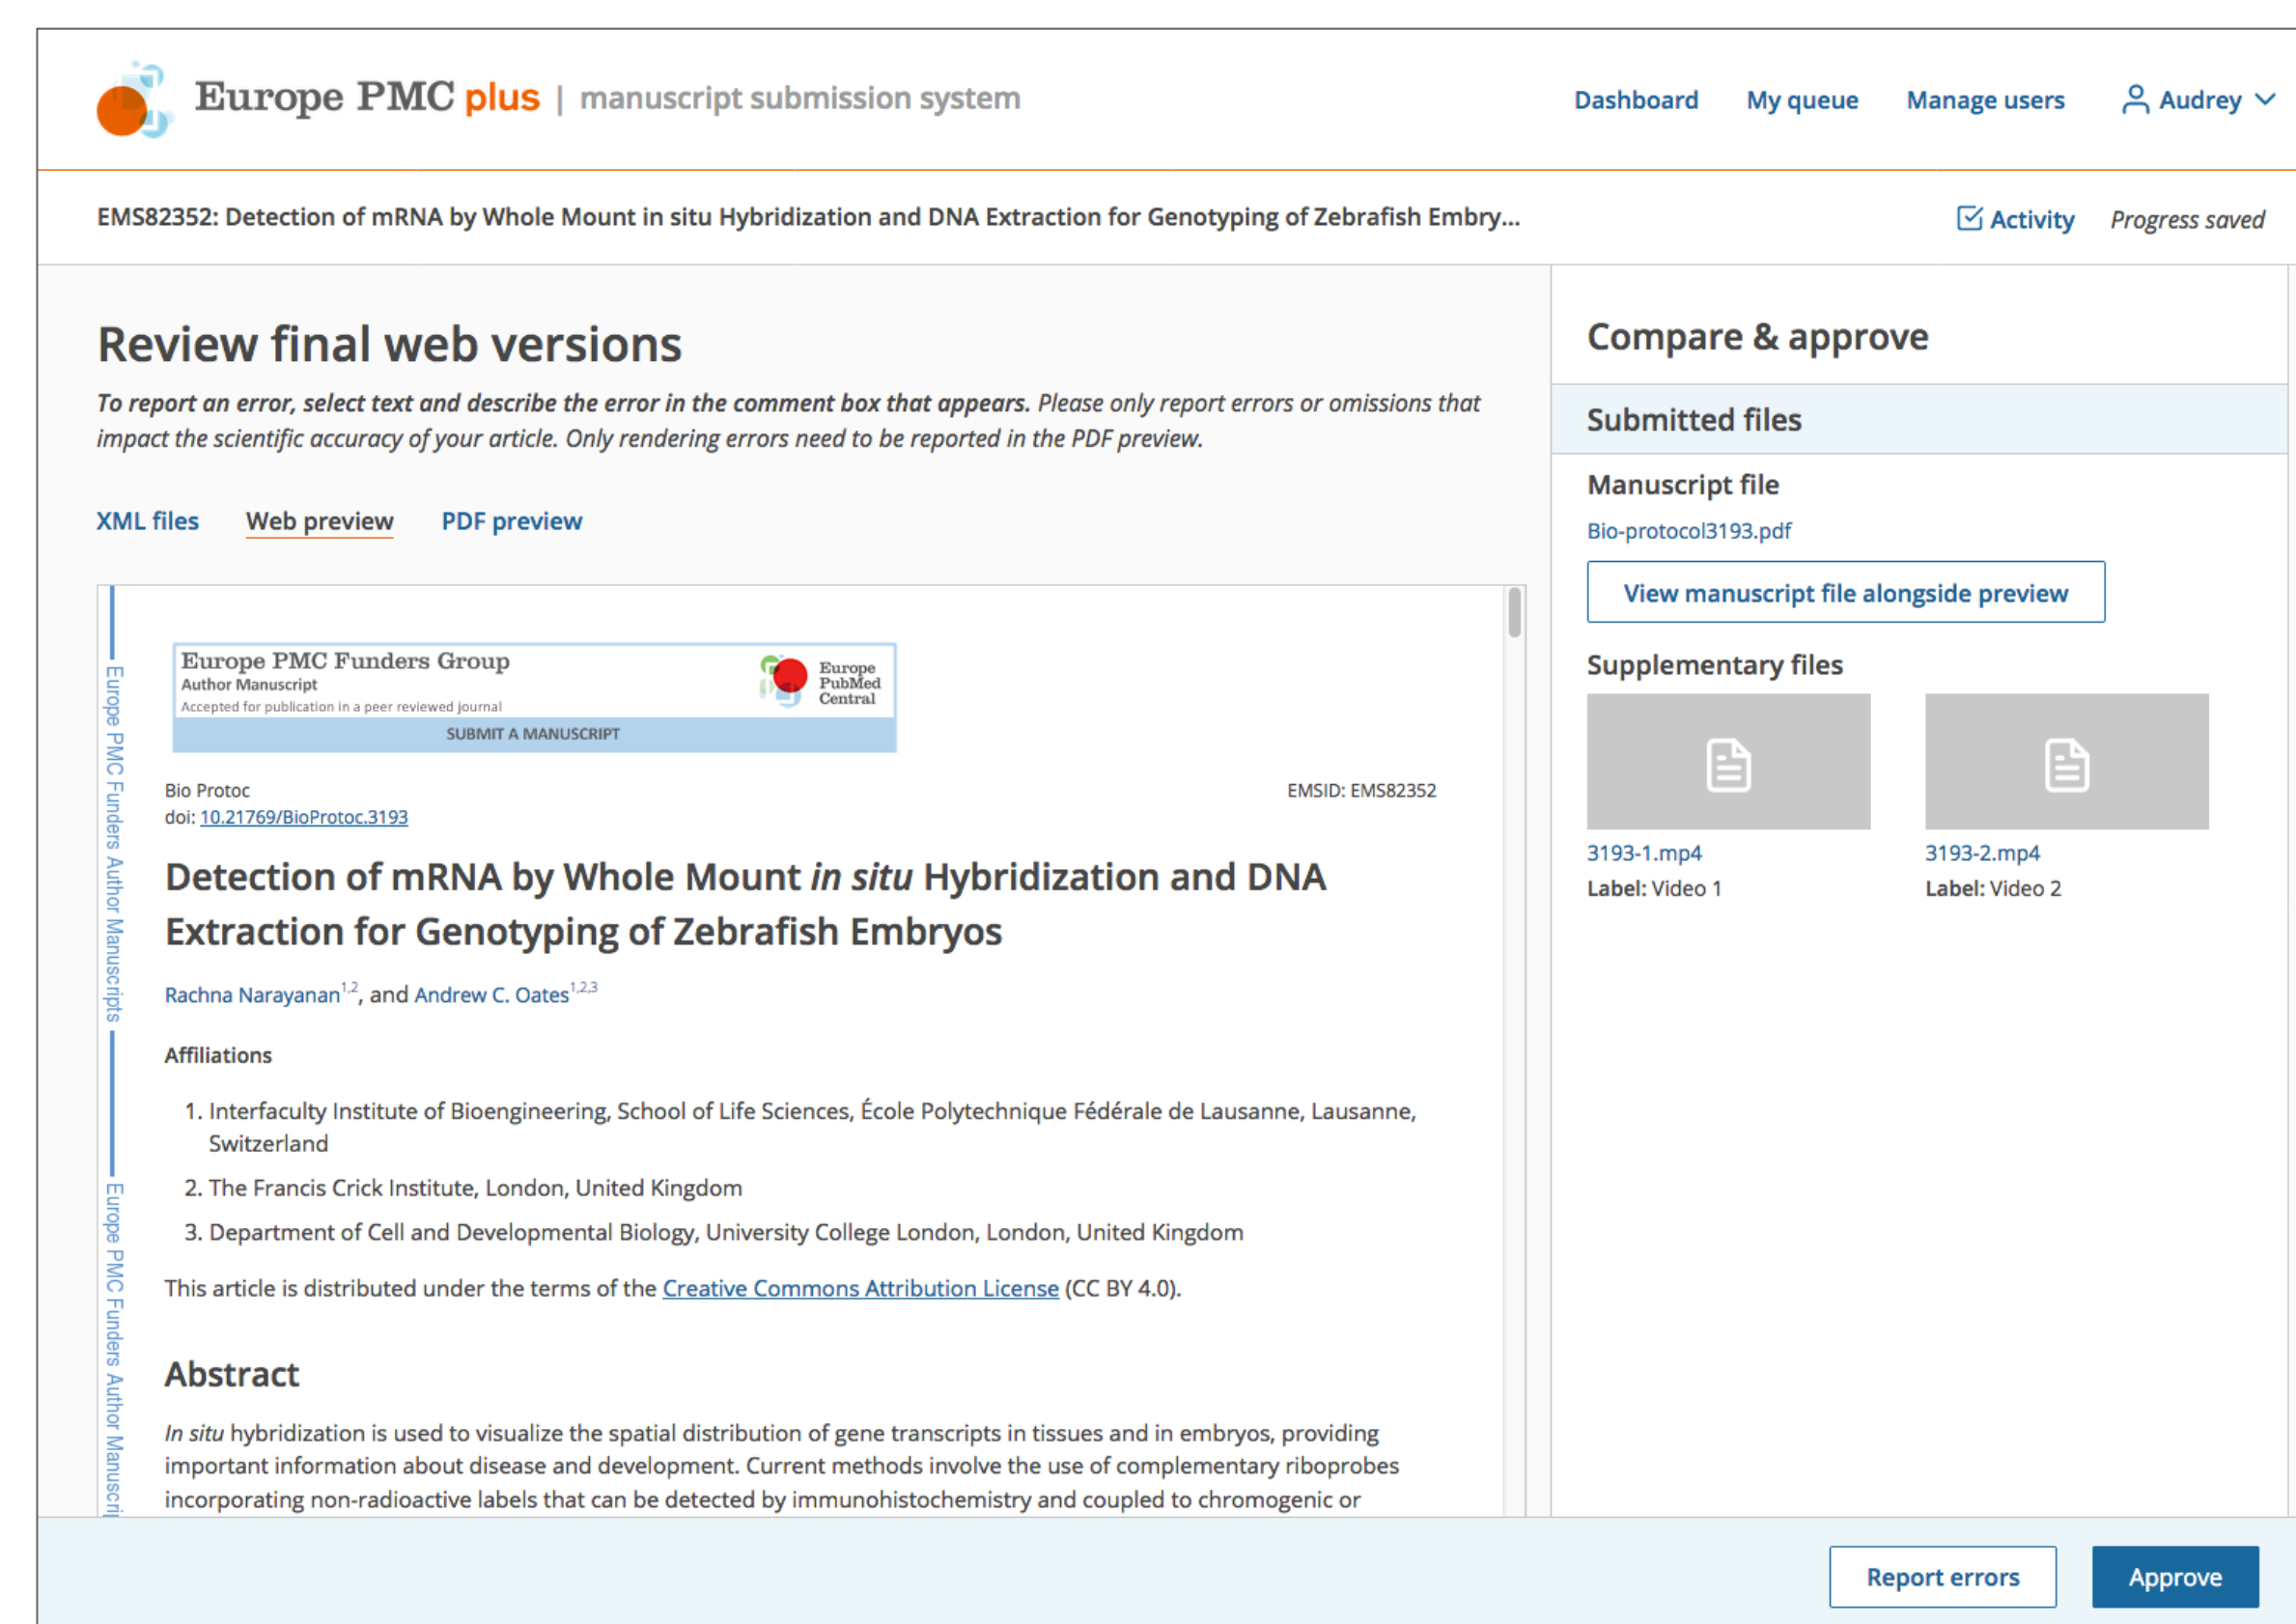 Europe PMC plus | manuscript submission system
Dashboard
My queue
Manage users
Audrey
EMS82352: Detection of mRNA by Whole Mount in situ Hybridization and DNA Extraction for Genotyping of Zebrafish Embry...
Activity
Progress saved
Review final web versions
To report an error, select text and describe the error in the comment box that appears. Please only report errors or omissions that
impact the scientific accuracy of your article. Only rendering errors need to be reported in the PDF preview.
XML files
Web preview
PDF preview
Europe PMC Funders Author Manuscripts
Europe PMC Funders Author Manuscri
Europe PMC Funders Group
Author Manuscript
Accepted for publication in a peer reviewed journal
Europe
PubMed
Central
SUBMIT A MANUSCRIPT
Bio Protoc
EMSID: EMS82352
doi: 10.21769/BioProtoc.3193
Detection of mRNA by Whole Mount in situ Hybridization and DNA
Extraction for Genotyping of Zebrafish Embryos
Rachna Narayanan1,2, and Andrew C. Oates1,2,3
Affiliations
1. Interfaculty Institute of Bioengineering, School of Life Sciences, École Polytechnique Fédérale de Lausanne, Lausanne,
Switzerland
2. The Francis Crick Institute, London, United Kingdom
3. Department of Cell and Developmental Biology, University College London, London, United Kingdom
This article is distributed under the terms of the Creative Commons Attribution License (CC BY 4.0).
Abstract
In situ hybridization is used to visualize the spatial distribution of gene transcripts in tissues and in embryos, providing
important information about disease and development. Current methods involve the use of complementary riboprobes
incorporating non-radioactive labels that can be detected by immunohistochemistry and coupled to chromogenic or
Compare & approve
Submitted files
Manuscript file
Bio-protocol3193.pdf
View manuscript file alongside preview
Supplementary files
3193-1.mp4
Label: Video 1
3193-2.mp4
Label: Video 2
Report errors
Approve